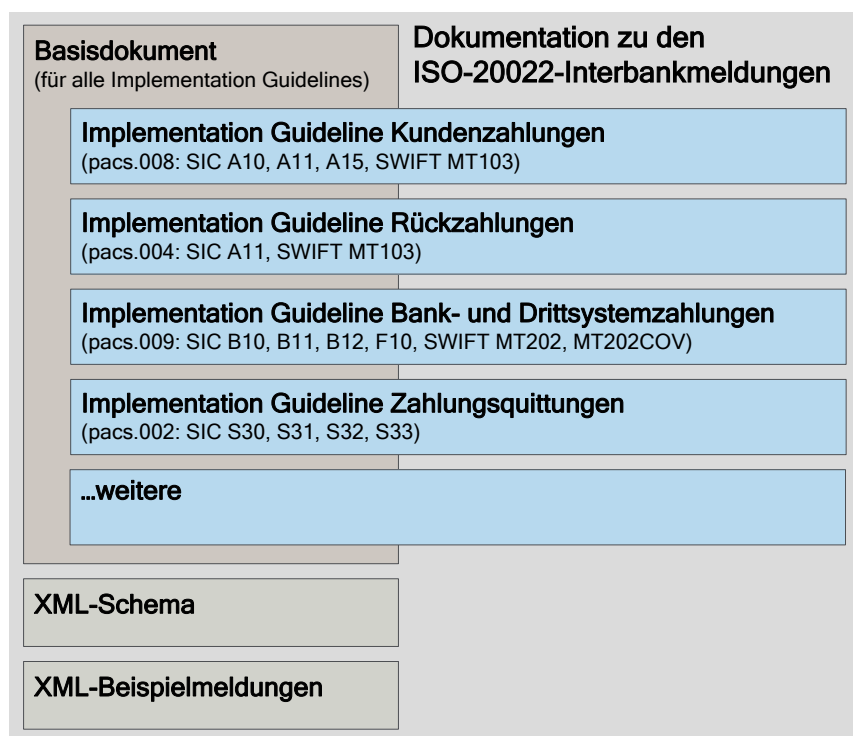 Basisdokument
(für alle Implementation Guidelines)
Dokumentation zu den
ISO-20022-Interbankmeldungen
Implementation Guideline Kundenzahlungen
(pacs.008: SIC A10, A11, A15, SWIFT MT103)
Implementation Guideline Rückzahlungen
(pacs.004: SIC A11, SWIFT MT103)
Implementation Guideline Bank- und Drittsystemzahlungen
(pacs.009: SIC B10, B11, B12, F10, SWIFT MT202, MT202COV)
Implementation Guideline Zahlungsquittungen
(pacs.002: SIC S30, S31, S32, S33)
...weitere
XML-Schema
XML-Beispielmeldungen